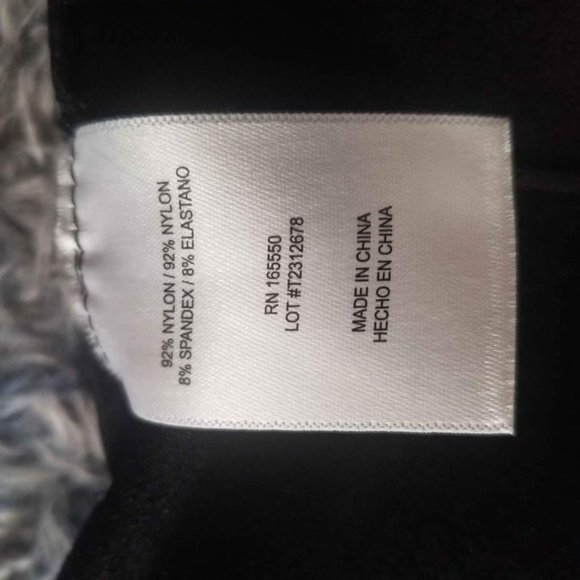 92% NYLON / 92% NYLON
8% SPANDEX / 8% ELASTANO
RN 165550
LOT #T2312678
MADE IN CHINA
HECHO EN CHINA